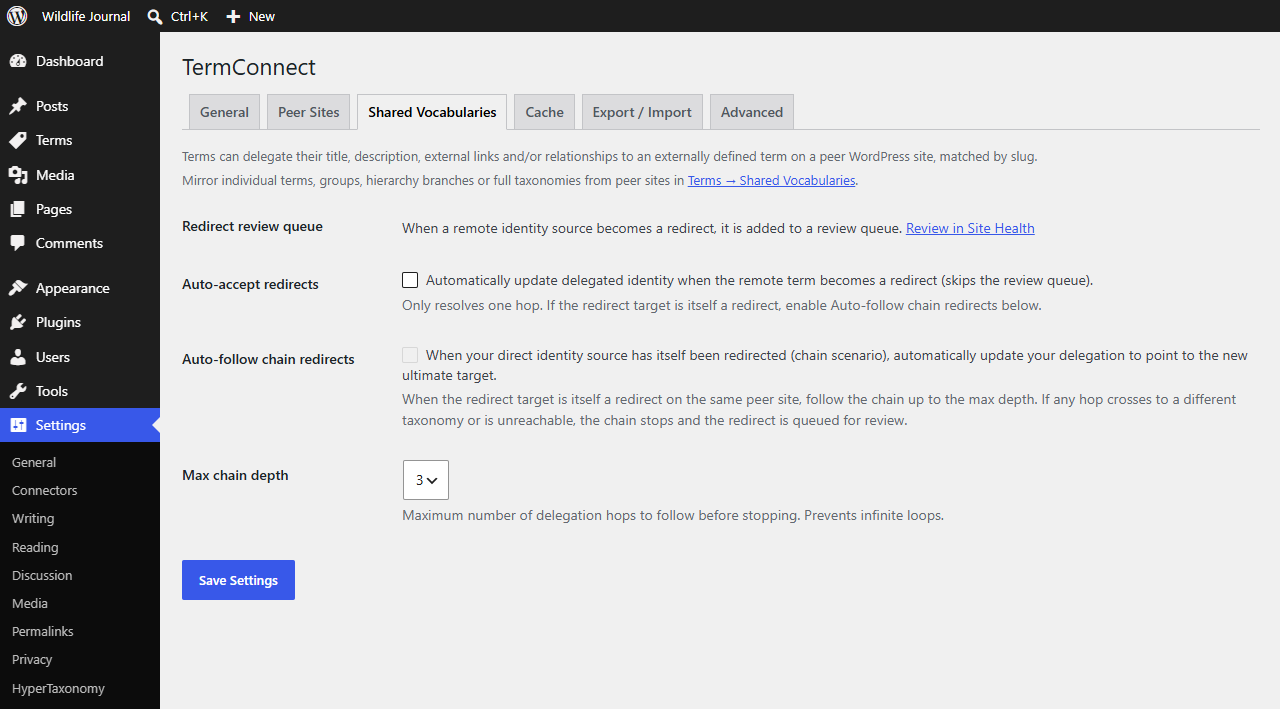 Wildlife Journal Ctrl+K New
Dashboard
Posts
Terms
Media
Pages
Comments
Appearance
Plugins
Users
Tools
Settings
General
Connectors
Writing
Reading
Discussion
Media
Permalinks
Privacy
HyperTaxonomy
TermConnect
General Peer Sites Shared Vocabularies Cache Export / Import Advanced
Terms can delegate their title, description, external links and/or relationships to an externally defined term on a peer WordPress site, matched by slug.
Mirror individual terms, groups, hierarchy branches or full taxonomies from peer sites in Terms → Shared Vocabularies.
Redirect review queue
When a remote identity source becomes a redirect, it is added to a review queue. Review in Site Health
Auto-accept redirects
Automatically update delegated identity when the remote term becomes a redirect (skips the review queue).
Only resolves one hop. If the redirect target is itself a redirect, enable Auto-follow chain redirects below.
Auto-follow chain redirects
When your direct identity source has itself been redirected (chain scenario), automatically update your delegation to point to the new
ultimate target.
When the redirect target is itself a redirect on the same peer site, follow the chain up to the max depth. If any hop crosses to a different
taxonomy or is unreachable, the chain stops and the redirect is queued for review.
Max chain depth
3
Maximum number of delegation hops to follow before stopping. Prevents infinite loops.
Save Settings